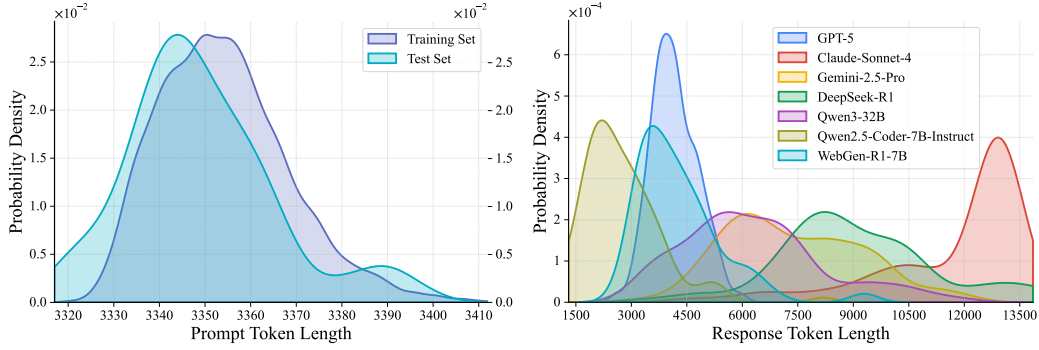 ×10⁻²
×10⁻²
Training Set
Test Set
2.5
2.0
1.5
1.0
0.5
0.0
2.5
2.0
1.5
1.0
0.5
0.0
Probability Density
3320 3330 3340 3350 3360 3370 3380 3390 3400 3410
Prompt Token Length
×10⁻⁴
GPT-5
Claude-Sonnet-4
Gemini-2.5-Pro
DeepSeek-R1
Qwen3-32B
Qwen2.5-Coder-7B-Instruct
WebGen-R1-7B
6
5
4
3
2
1
0
Probability Density
1500 3000 4500 6000 7500 9000 10500 12000 13500
Response Token Length